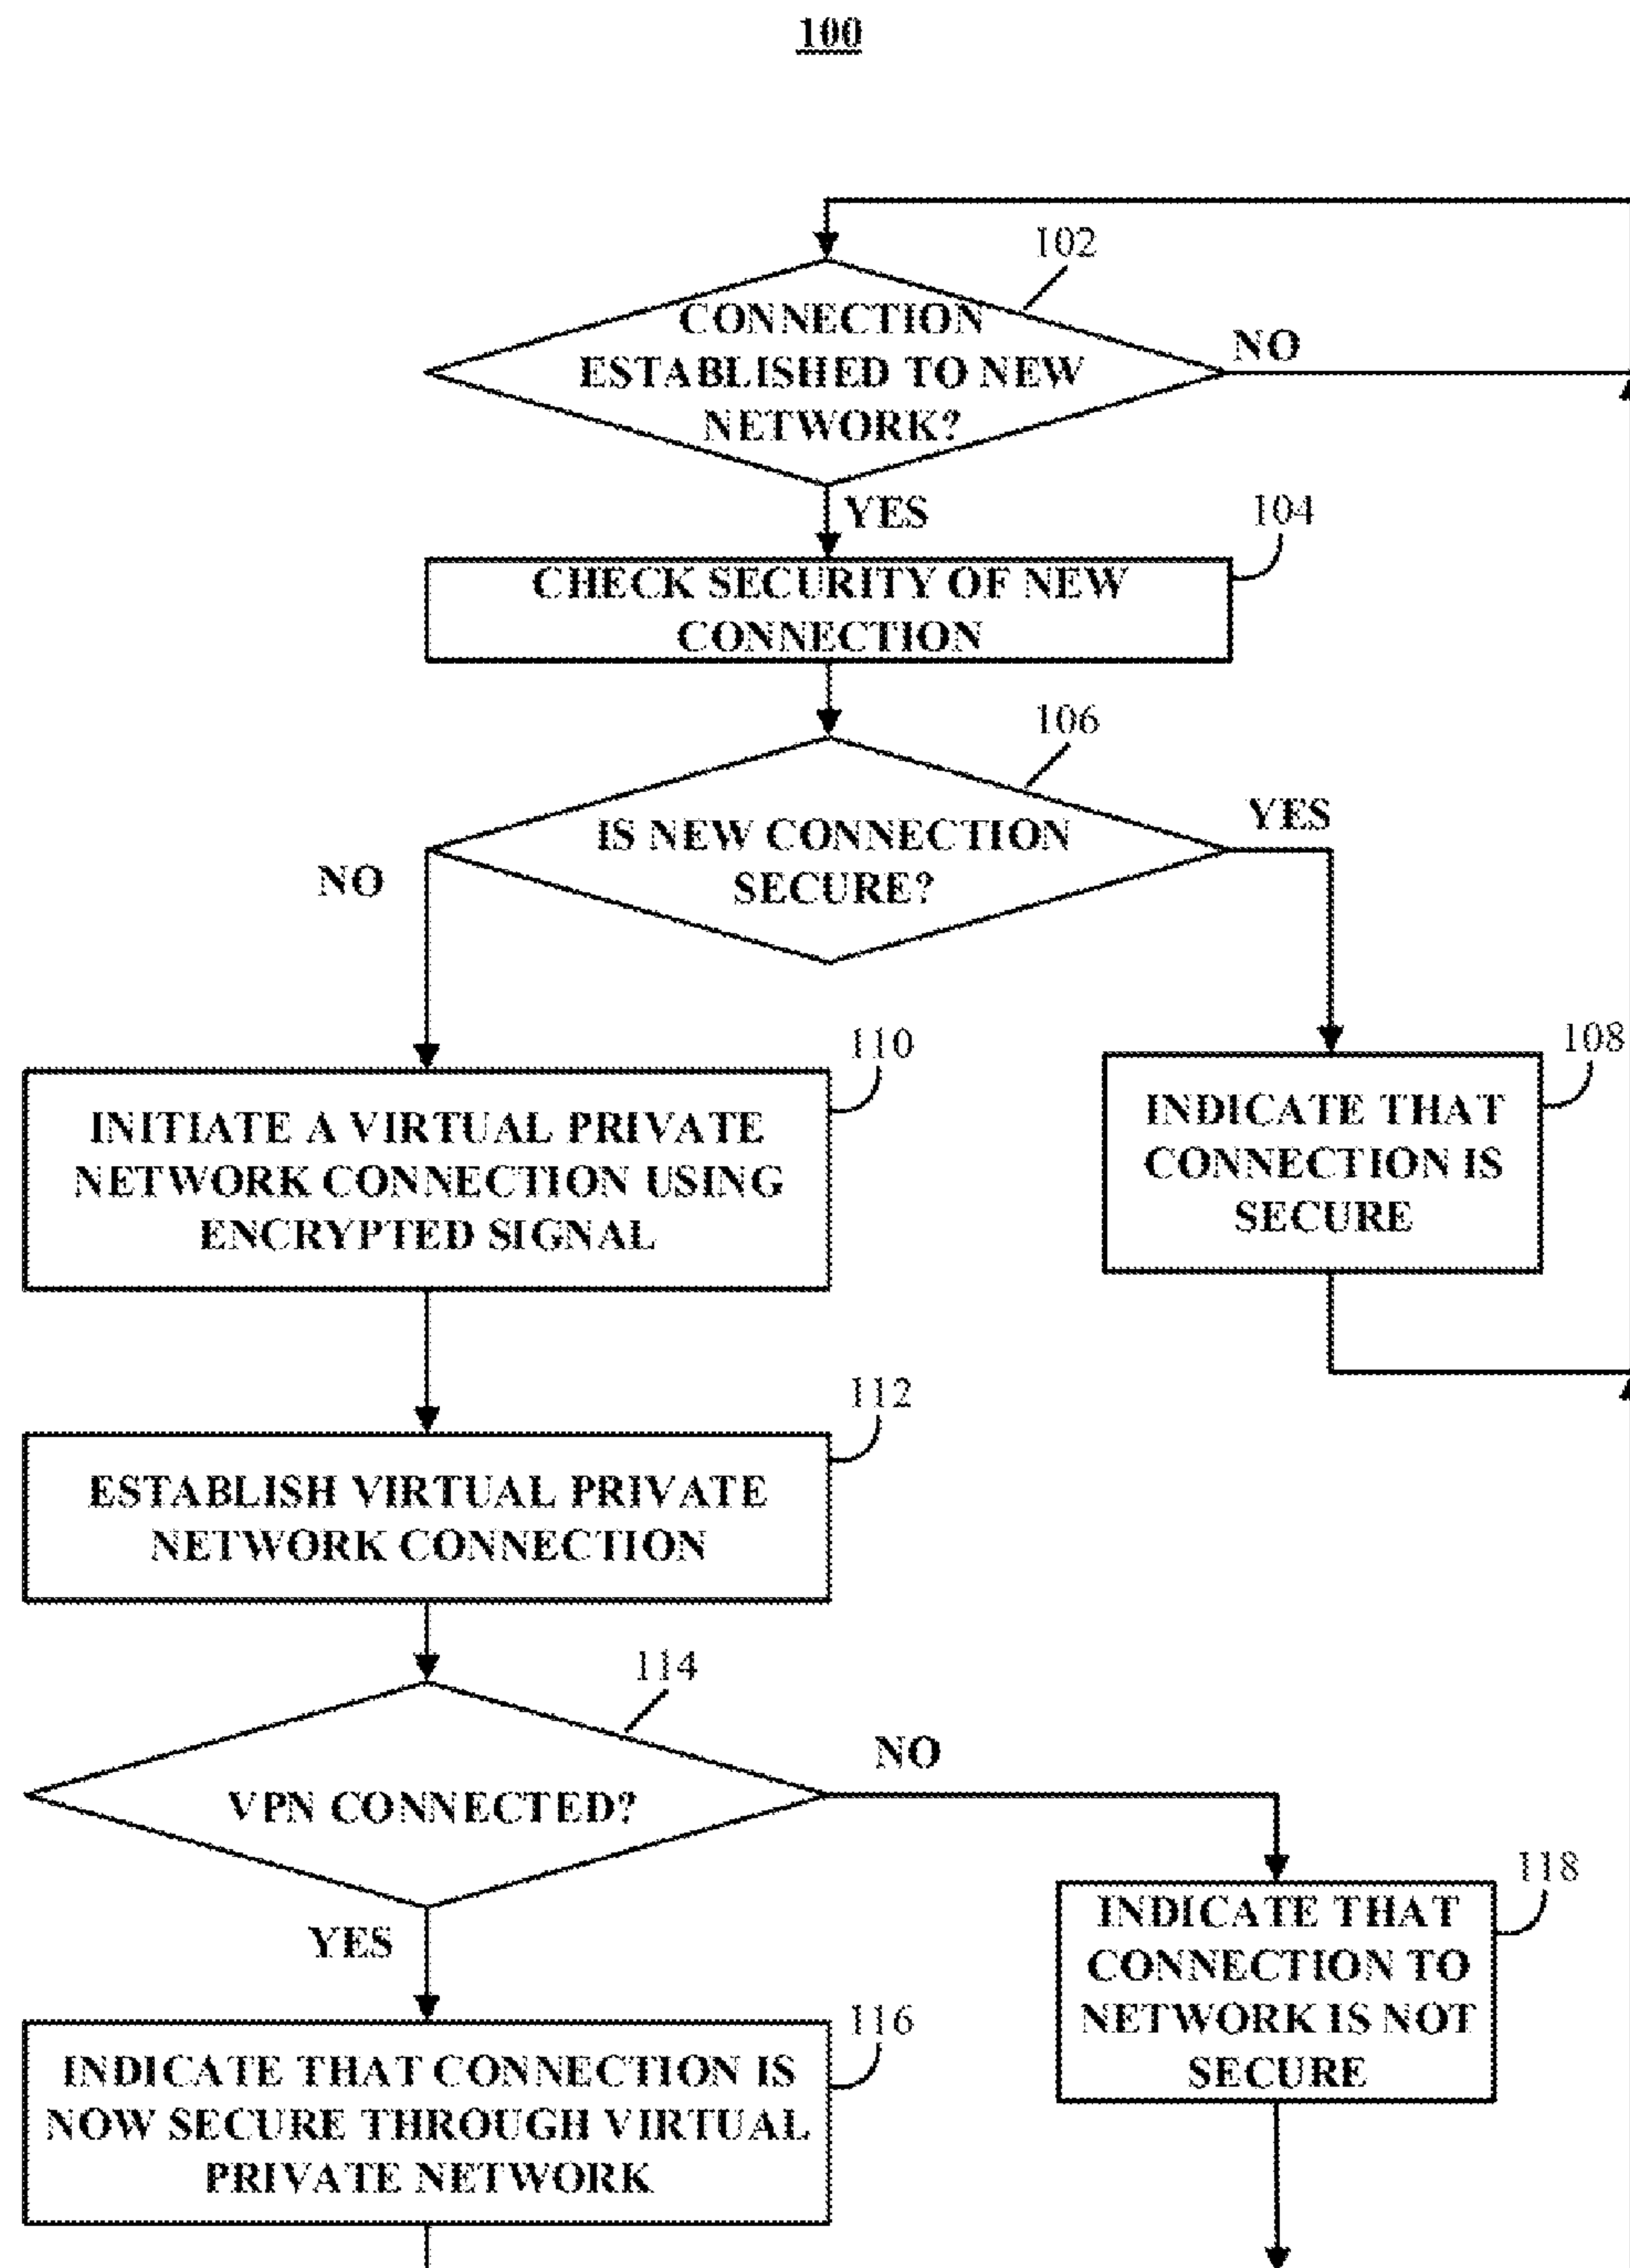 100
102
CONNECTION
ESTABLISHED TO NEW
NETWORK?
NO
YES
104
CHECK SECURITY OF NEW
CONNECTION
106
IS NEW CONNECTION
SECURE?
YES
NO
110
INITIATE A VIRTUAL PRIVATE
NETWORK CONNECTION USING
ENCRYPTED SIGNAL
108
INDICATE THAT
CONNECTION IS
SECURE
112
ESTABLISH VIRTUAL PRIVATE
NETWORK CONNECTION
114
VPN CONNECTED?
NO
YES
118
INDICATE THAT
CONNECTION TO
NETWORK IS NOT
SECURE
116
INDICATE THAT CONNECTION IS
NOW SECURE THROUGH VIRTUAL
PRIVATE NETWORK